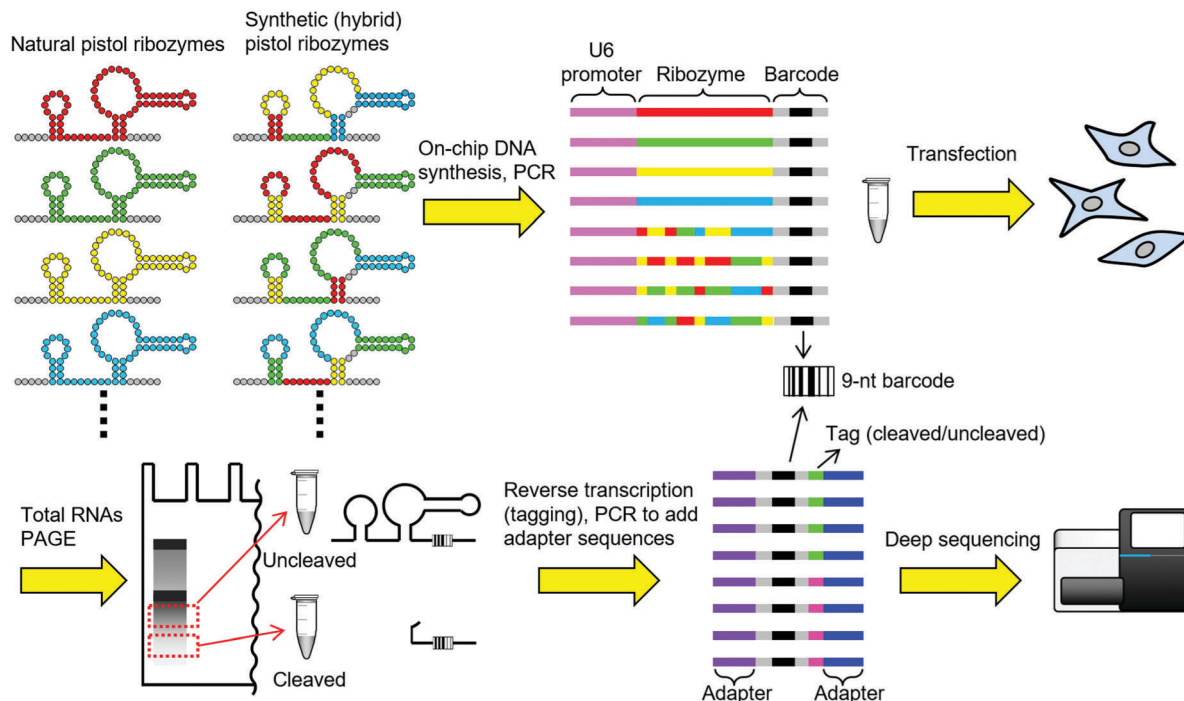 Natural pistol ribozymes
Synthetic (hybrid)
pistol ribozymes
On-chip DNA
synthesis, PCR
U6
promoter
Ribozyme
Barcode
Transfection
9-nt barcode
Tag (cleaved/uncleaved)
Total RNAs
PAGE
Uncleaved
Cleaved
Reverse transcription
(tagging), PCR to add
adapter sequences
Adapter
Adapter
Deep sequencing